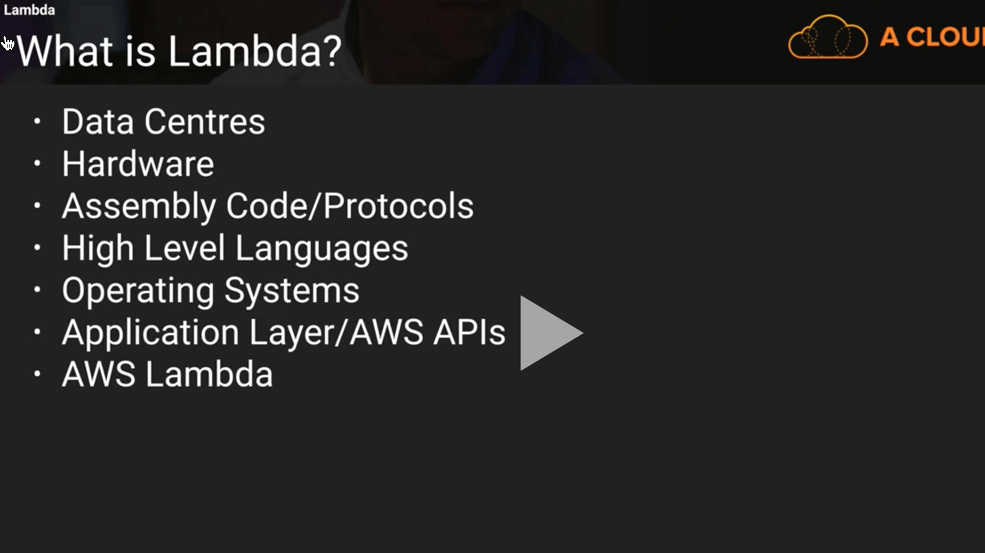 Lambda
What is Lambda?
A CLOU
• Data Centres
• Hardware
• Assembly Code/Protocols
• High Level Languages
• Operating Systems
• Application Layer/AWS APIs
• AWS Lambda